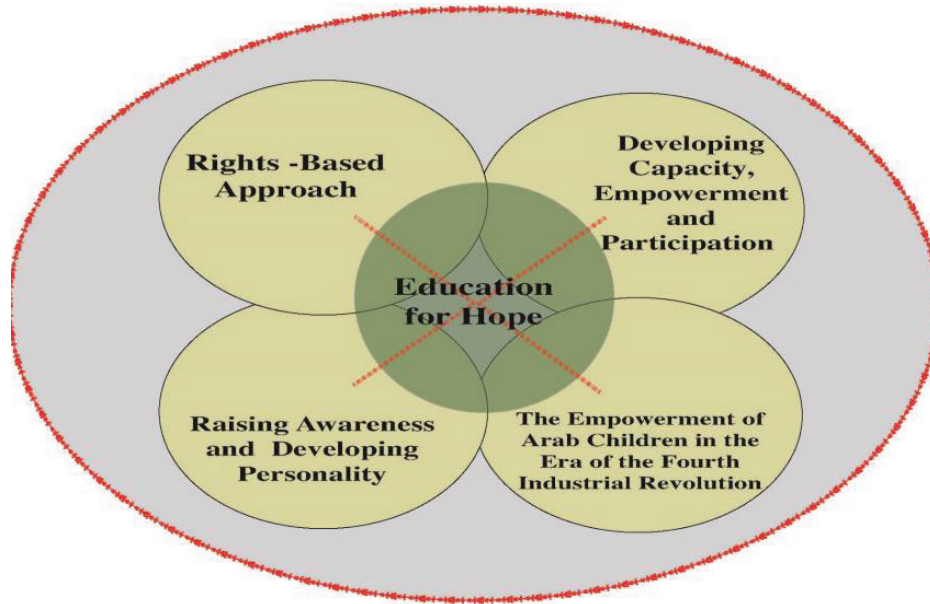 Rights -Based
Approach
Developing
Capacity,
Empowerment
and
Participation
Education
for Hope
Raising Awareness
and Developing
Personality
The Empowerment of
Arab Children in the
Era of the Fourth
Industrial Revolution